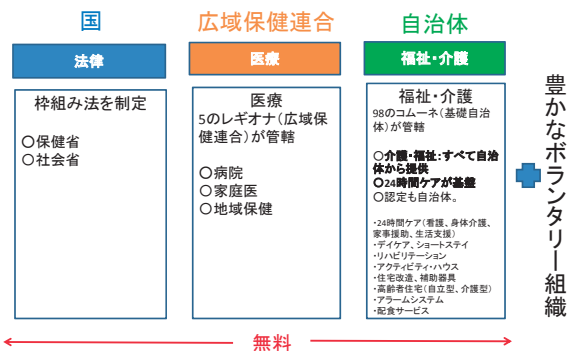 国
広域保健連合
自治体
法律
医療
福祉・介護
枠組み法を制定
○保健省
○社会省
医療
5のレギオナ(広域保
健連合)が管轄
○病院
○家庭医
○地域保健
福祉・介護
98のコムーネ(基礎自治
体)が管轄
○介護・福祉:すべて自治
体から提供
○24時間ケアが基盤
○認定も自治体。
・24時間ケア(看護、身体介護、
家事援助、生活支援)
・デイケア、ショートステイ
・リハビリテーション
・アクティビティ・ハウス
・住宅改造、補助器具
・高齢者住宅(自立型、介護型)
・アラームシステム
・配食サービス
豊かなボランタリー組織
無料